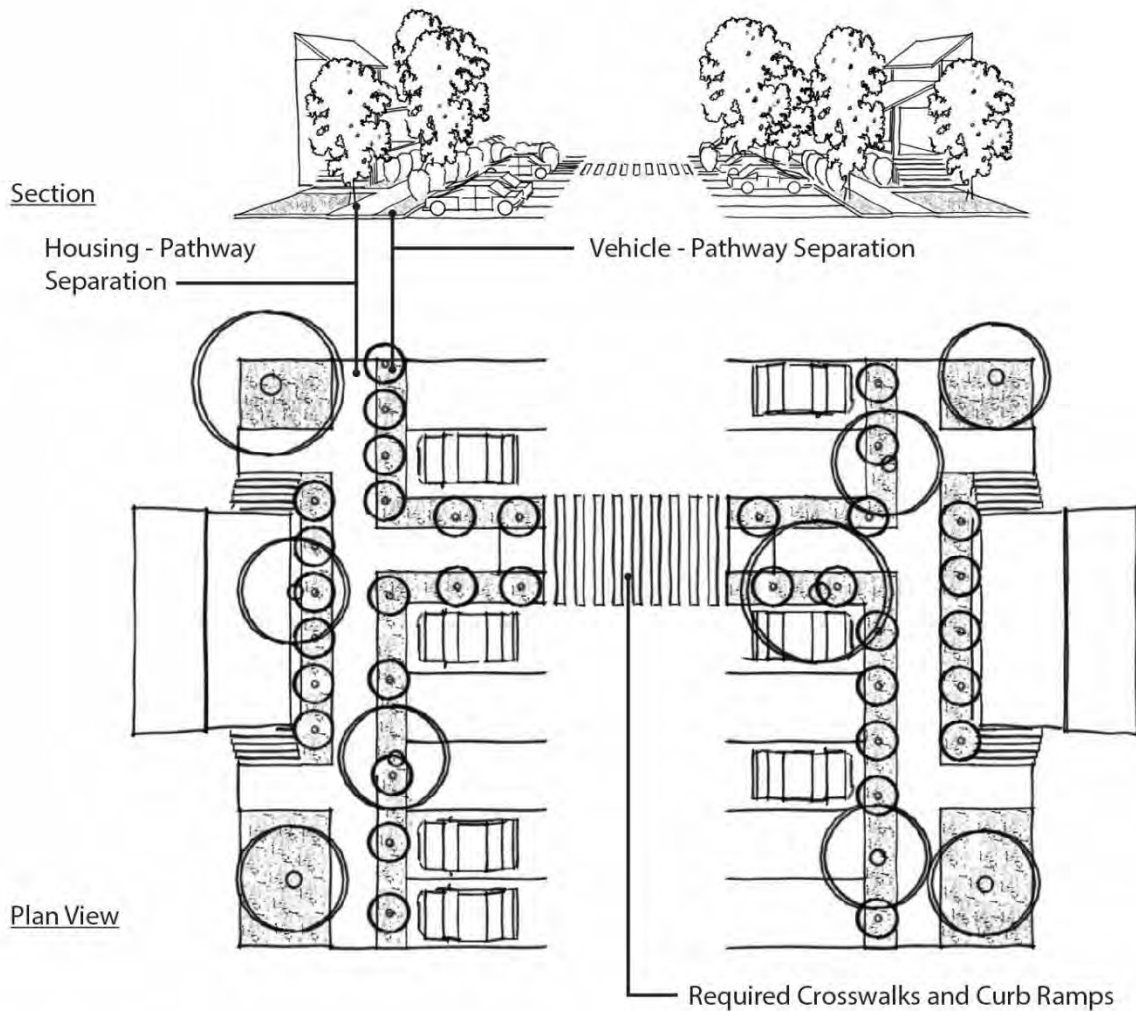 Section
Housing - Pathway
Separation
Vehicle - Pathway Separation
Plan View
Required Crosswalks and Curb Ramps